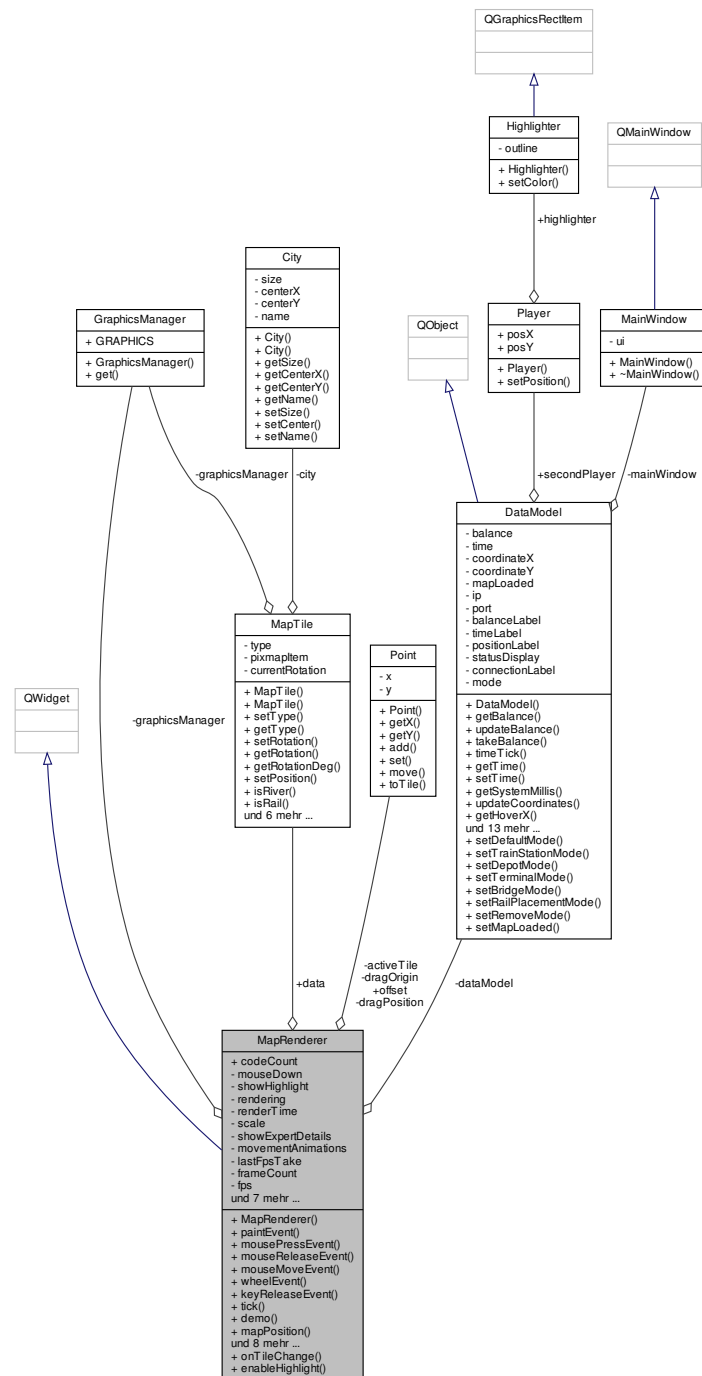 QGraphicsRectItem
Highlighter
- outline
+ Highlighter()
+ setColor()
QMainWindow
+highlighter
City
- size
- centerX
- centerY
- name
+ City()
+ City()
+ getSize()
+ getCenterX()
+ getCenterY()
+ getName()
+ setSize()
+ setCenter()
+ setName()
GraphicsManager
+ GRAPHICS
+ GraphicsManager()
+ get()
QObject
Player
+ posX
+ posY
+ Player()
+ setPosition()
MainWindow
- ui
+ MainWindow()
+ ~MainWindow()
-graphicsManager
-city
+secondPlayer
-mainWindow
DataModel
- balance
- time
- coordinateX
- coordinateY
- mapLoaded
- ip
- port
- balanceLabel
- timeLabel
- positionLabel
- statusDisplay
- connectionLabel
- mode
+ DataModel()
+ getBalance()
+ updateBalance()
+ takeBalance()
+ timeTick()
+ getTime()
+ setTime()
+ getSystemMillis()
+ updateCoordinates()
+ getHoverX()
und 13 mehr ...
+ setDefaultMode()
+ setTrainStationMode()
+ setDepotMode()
+ setTerminalMode()
+ setBridgeMode()
+ setRailPlacementMode()
+ setRemoveMode()
+ setMapLoaded()
MapTile
- type
- pixmapItem
- currentRotation
+ MapTile()
+ MapTile()
+ setType()
+ getType()
+ setRotation()
+ getRotation()
+ getRotationDeg()
+ setPosition()
+ isRiver()
+ isRail()
und 6 mehr ...
Point
- x
- y
+ Point()
+ getX()
+ getY()
+ add()
+ set()
+ move()
+ toTile()
QWidget
-graphicsManager
+data
-activeTile
-dragOrigin
+offset
-dragPosition
-dataModel
MapRenderer
+ codeCount
- mouseDown
- showHighlight
- rendering
- renderTime
- scale
- showExpertDetails
- movementAnimations
- lastFpsTake
- frameCount
- fps
und 7 mehr ...
+ MapRenderer()
+ paintEvent()
+ mousePressEvent()
+ mouseReleaseEvent()
+ mouseMoveEvent()
+ wheelEvent()
+ keyReleaseEvent()
+ tick()
+ demo()
+ mapPosition()
und 8 mehr ...
+ onTileChange()
+ enableHighlight()